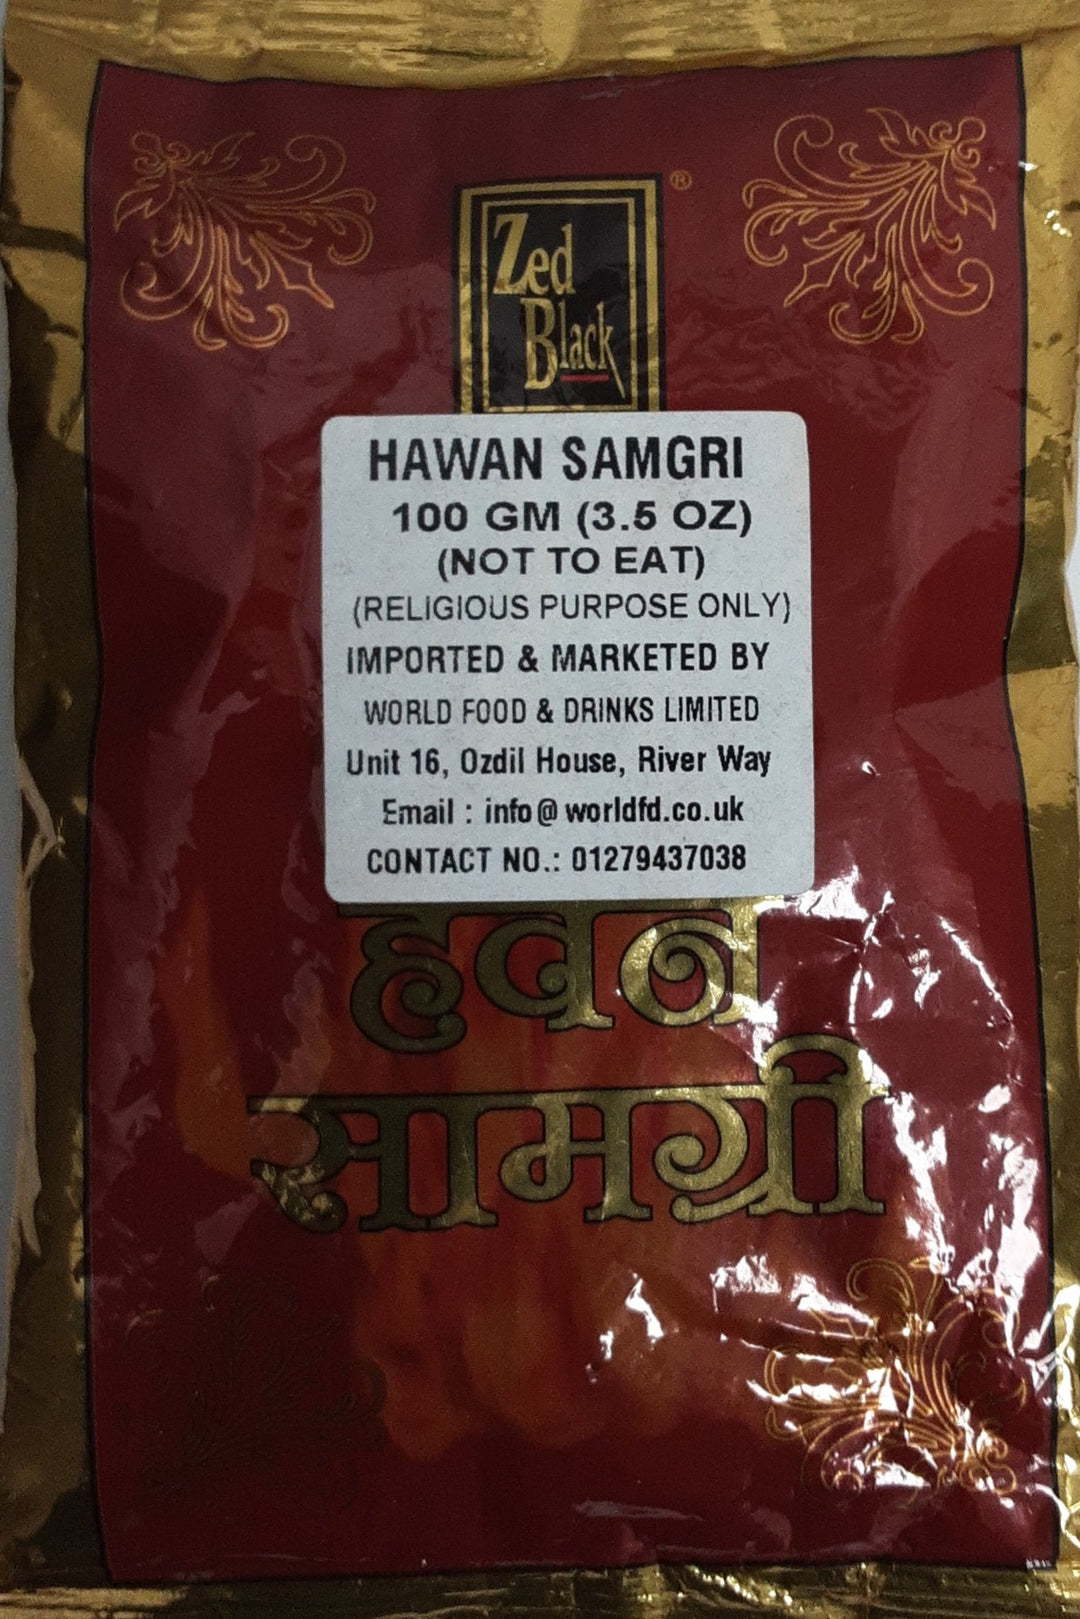 Zed
Black
®
HAWAN SAMGRI
100 GM (3.5 OZ)
(NOT TO EAT)
(RELIGIOUS PURPOSE ONLY)
IMPORTED & MARKETED BY
WORLD FOOD & DRINKS LIMITED
Unit 16, Ozdil House, River Way
Email : info@worldfd.co.uk
CONTACT NO.: 01279437038
हवन
सामग्री